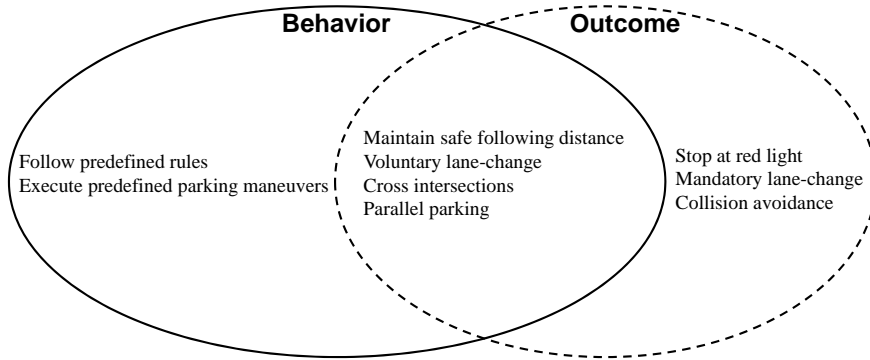 Behavior
Outcome
Follow predefined rules
Execute predefined parking maneuvers
Maintain safe following distance
Voluntary lane-change
Cross intersections
Parallel parking
Stop at red light
Mandatory lane-change
Collision avoidance